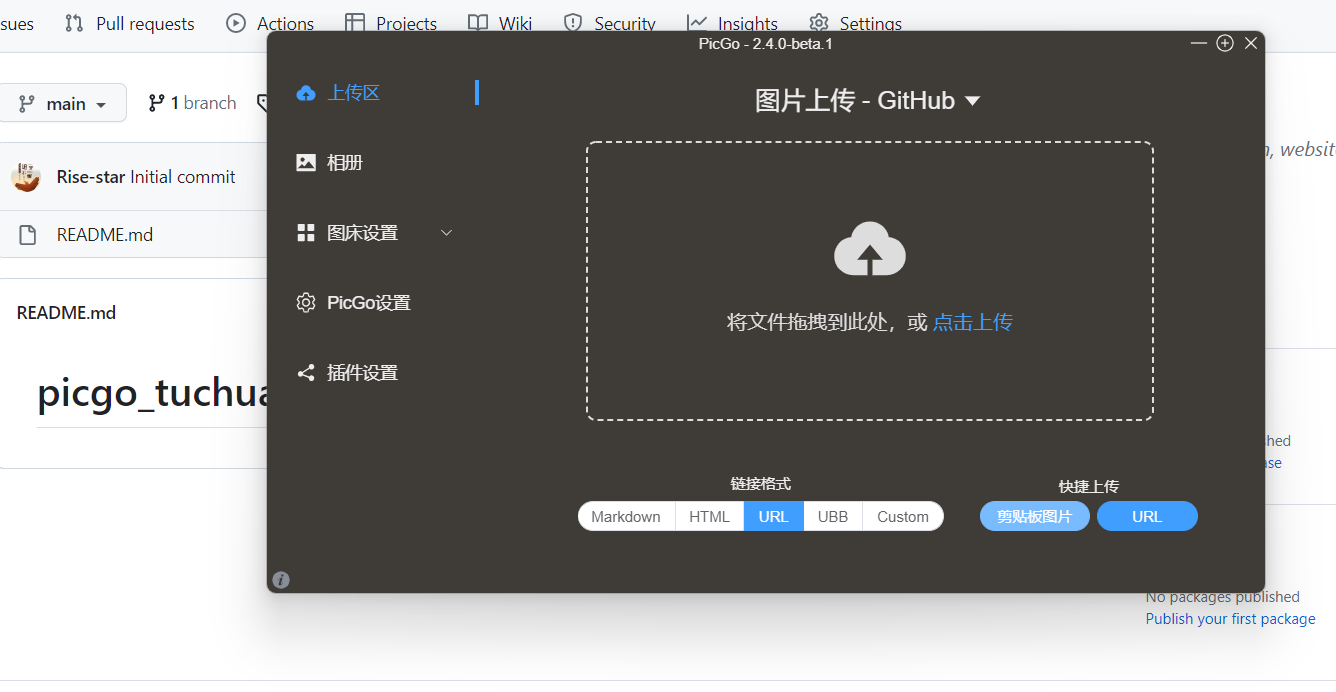 sues Pull requests Actions Projects Wiki Security Insights Settings
PicGo - 2.4.0-beta.1
main 1 branch
Rise-star Initial commit
README.md
README.md
picgo_tuchua
上传区
相册
图床设置
PicGo设置
插件设置
图片上传 - GitHub
将文件拖拽到此处，或 点击上传
链接格式
Markdown HTML URL UBB Custom
快捷上传
剪贴板图片 URL
n, websit
hed
ase
No packages published
Publish your first package